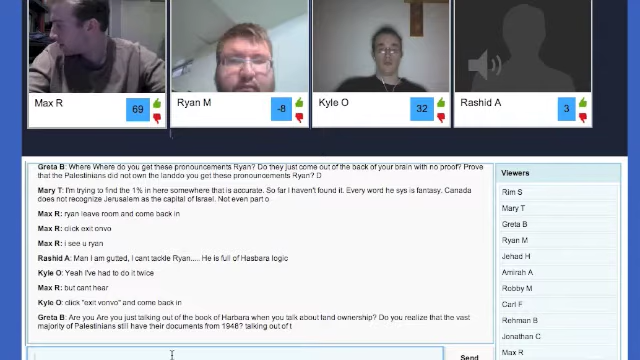 Max R
69
Ryan M
-8
Kyle O
32
Rashid A
3
Greta B: Where Where do you get these pronouncements Ryan? Do they just come out of the back of your brain with no proof? Prove
that the Palestinians did not own the landdo you get these pronouncements Ryan? D
Mary T: I'm trying to find the 1% in here somewhere that is accurate. So far I haven't found it. Every word he sys is fantasy. Canada
does not recognize Jerusalem as the capital of Israel. Not even part o
Max R: ryan leave room and come back in
Max R: click exit onvo
Max R: i see u ryan
Rashid A: Man I am gutted, I cant tackle Ryan..... He is full of Hasbara logic
Kyle O: Yeah I've had to do it twice
Max R: but cant hear
Kyle O: click "exit vonvo" and come back in
Greta B: Are you Are you just talking out of the book of Harbara when you talk about land ownership? Do you realize that the vast
majority of Palestinians still have their documents from 1948? talking out of t
Send
Viewers
Rim S
Mary T
Greta B
Ryan M
Jehad H
Amirah A
Robby M
Carl F
Rehman B
Jonathan C
Max R